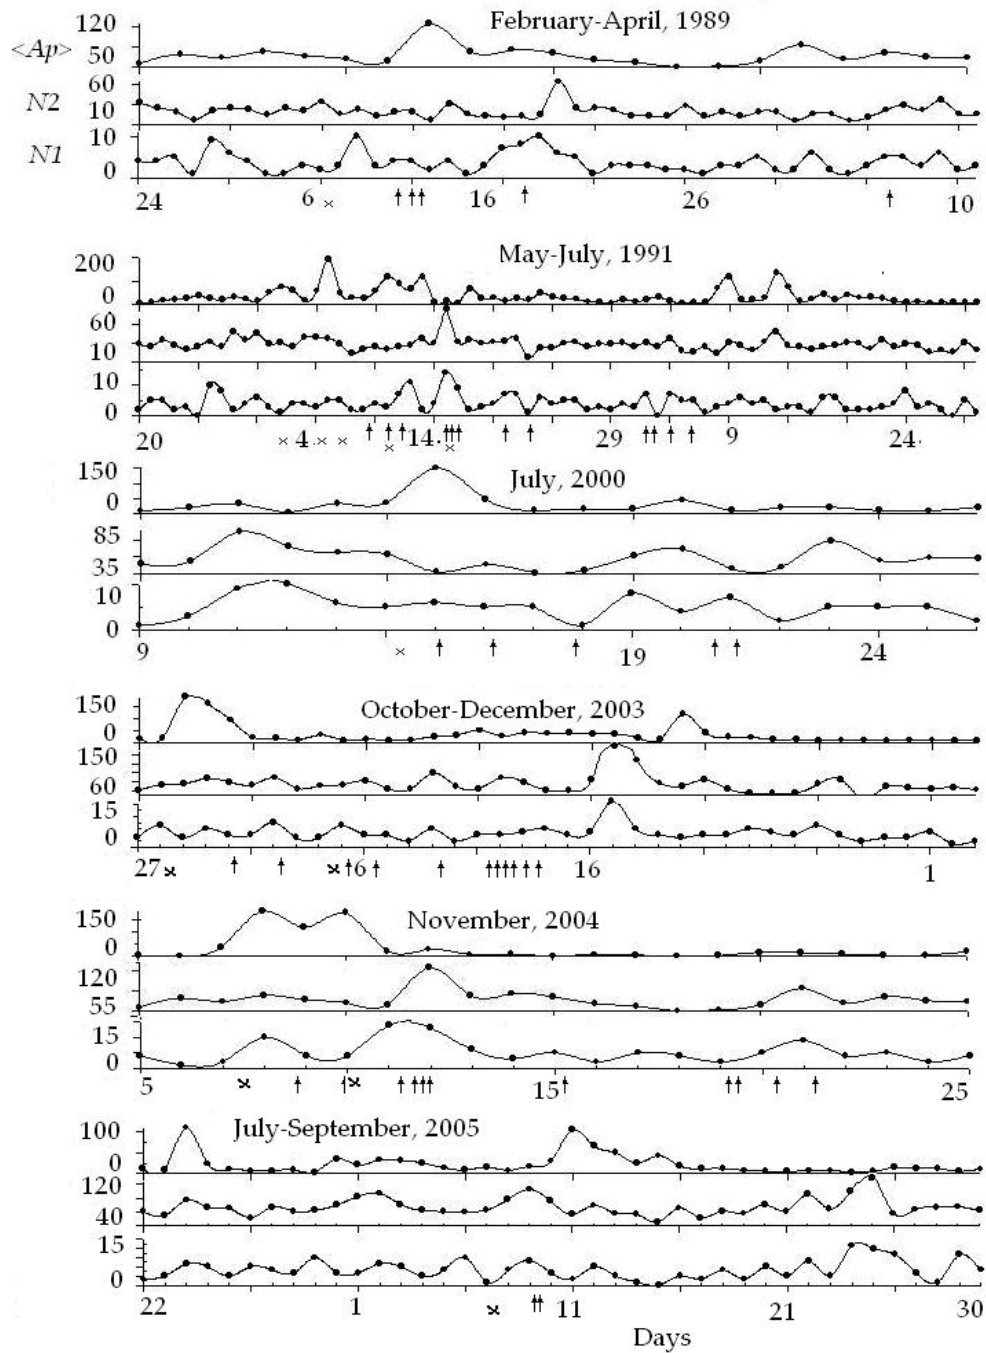 February-April, 1989
120
<Ap>
50
60
N2
10
10
N1
0
24 6 × ↑ ↑↑ 16 ↑ 26 ↑ 10
May-July, 1991
200
0
60
10
10
0
20 × 4 × × ↑ ↑ ↑ 14 ↑↑↑ ↑ ↑ 29 ↑↑ ↑ ↑ 9 24
× ×
July, 2000
150
0
85
35
10
0
9 × ↑ ↑ ↑ 19 ↑ ↑ 24
October-December, 2003
150
0
150
60
15
0
27 × ↑ ↑ × ↑ 6 ↑ ↑ ↑↑↑↑↑↑ 16 1
November, 2004
150
0
120
55
15
0
5 × ↑ ↑ × ↑ ↑↑↑ 15 ↑ ↑↑ ↑ ↑ 25
July-September, 2005
100
0
120
40
15
0
22 1 × ↑↑ 11 21 30
Days